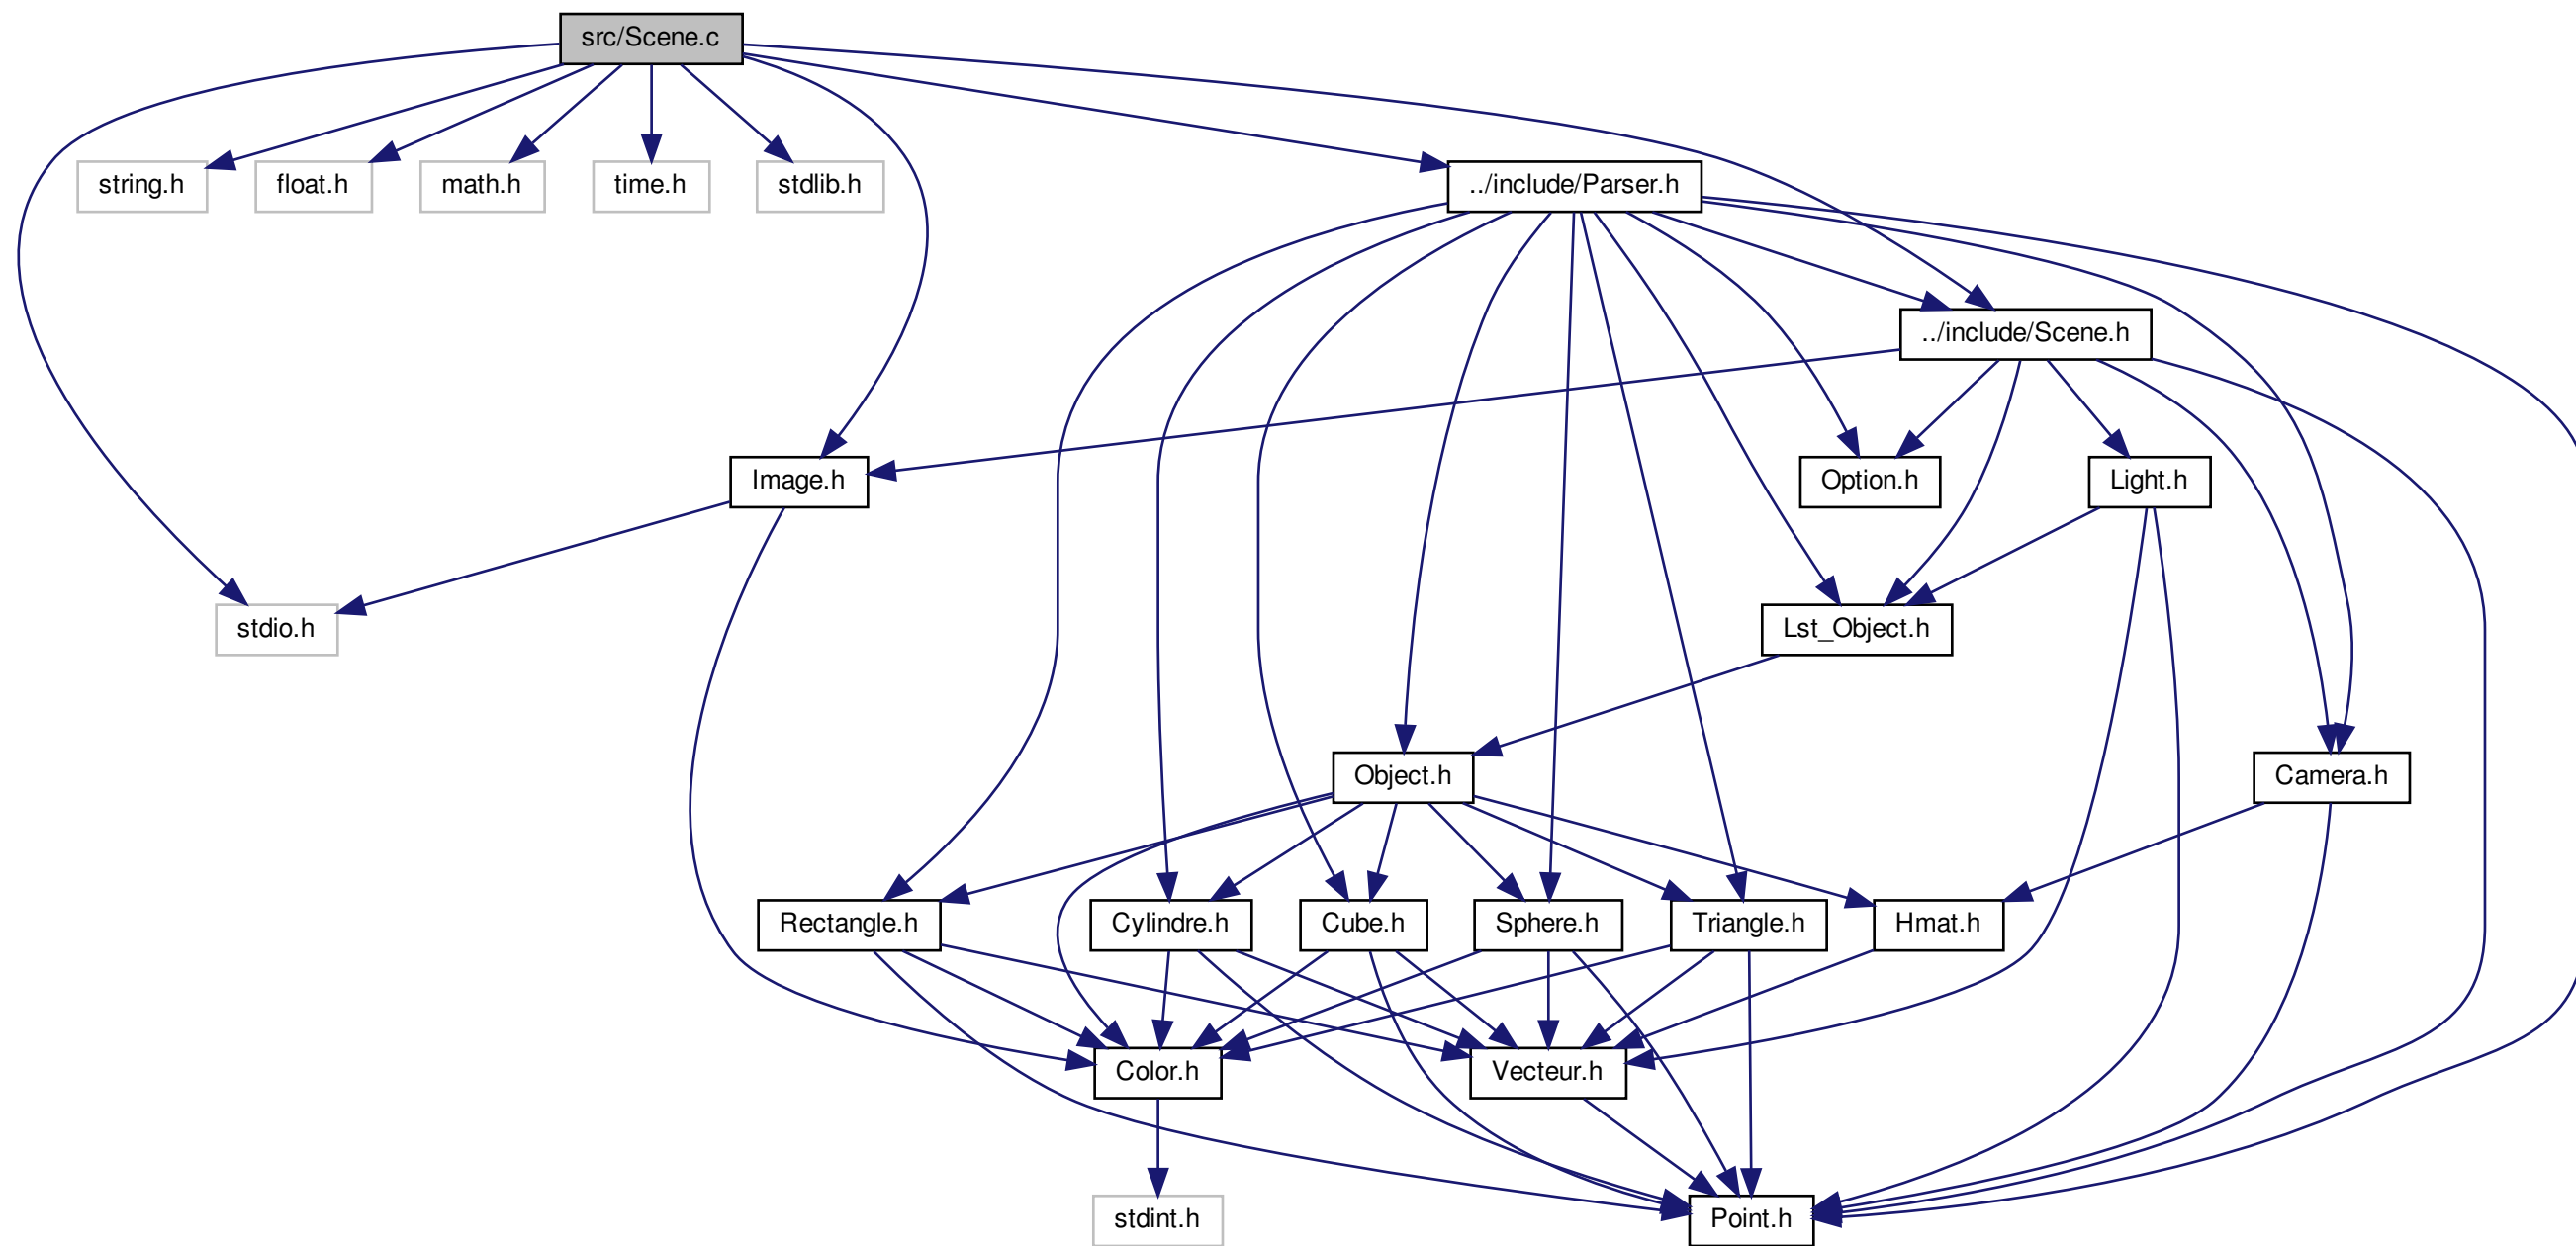 src/Scene.c
string.h
float.h
math.h
time.h
stdlib.h
../include/Parser.h
../include/Scene.h
Image.h
Option.h
Light.h
stdio.h
Lst_Object.h
Object.h
Camera.h
Rectangle.h
Cylindre.h
Cube.h
Sphere.h
Triangle.h
Hmat.h
Color.h
Vecteur.h
stdint.h
Point.h